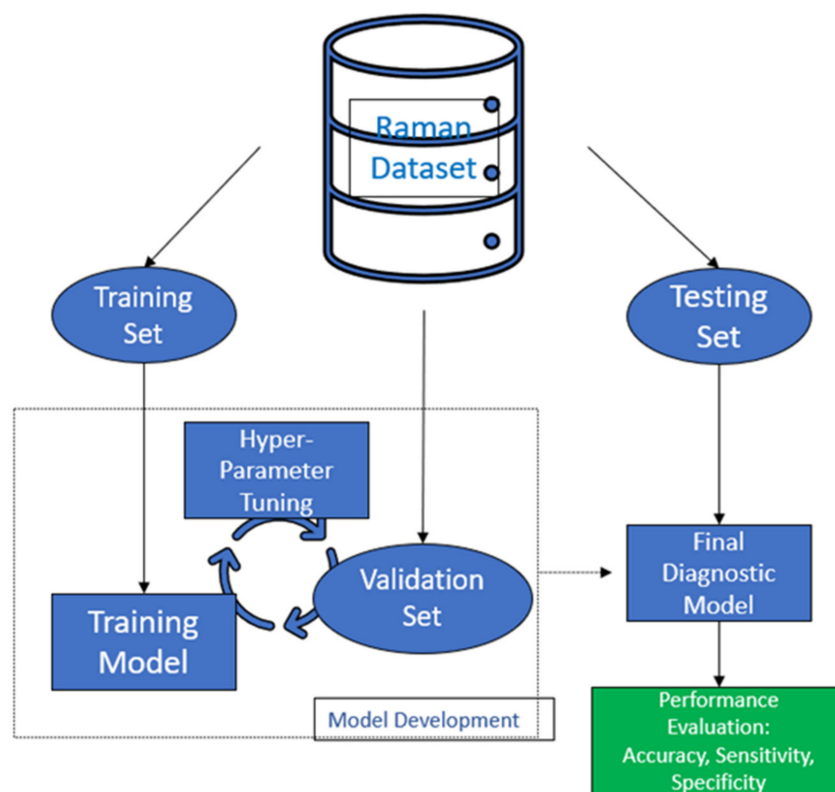 Raman
Dataset
Training
Set
Testing
Set
Hyper-
Parameter
Tuning
Validation
Set
Training
Model
Final
Diagnostic
Model
Model Development
Performance
Evaluation:
Accuracy, Sensitivity,
Specificity